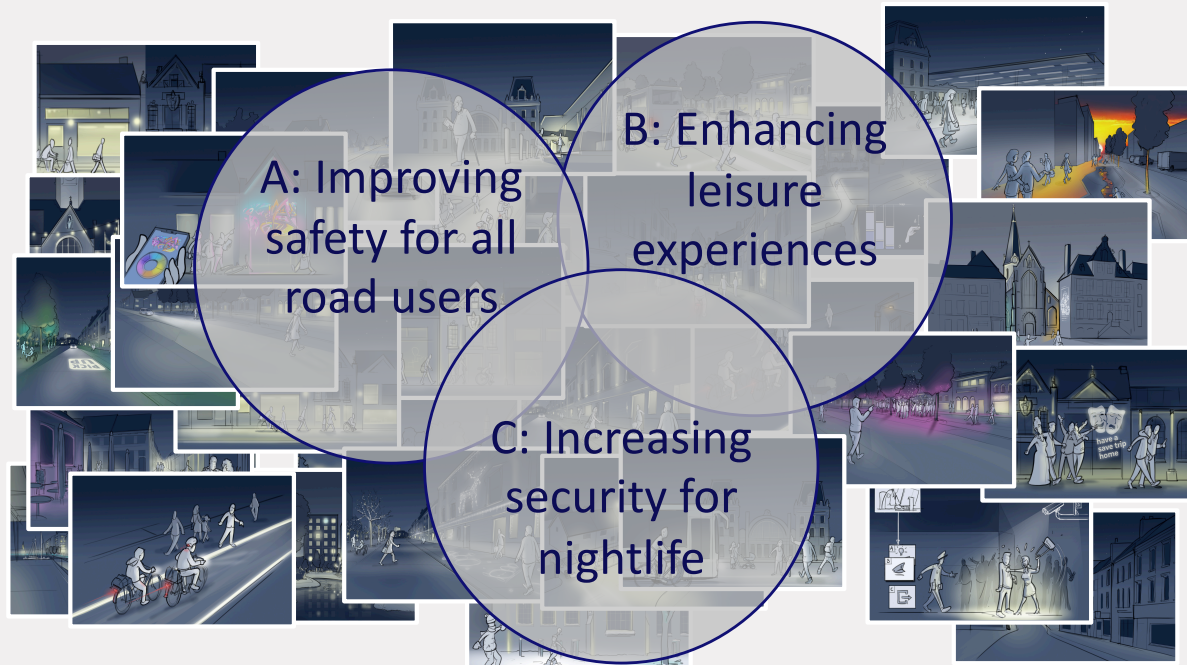 A: Improving
safety for all
road users
B: Enhancing
leisure
experiences
C: Increasing
security for
nightlife
have a
save trip
home